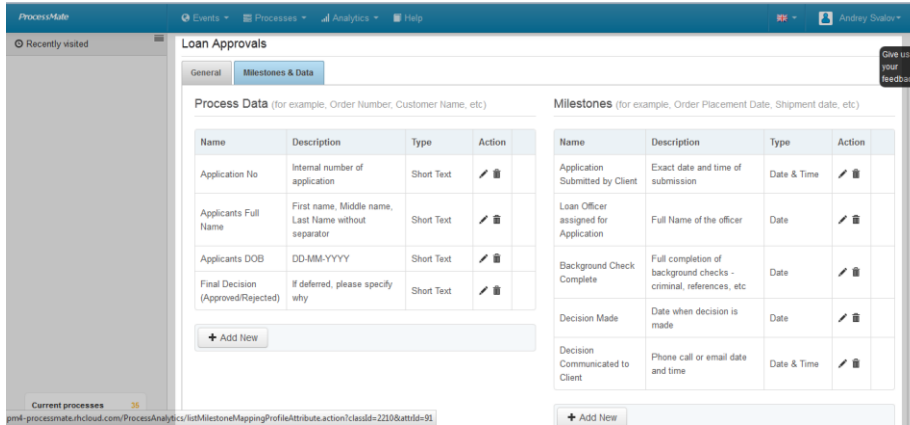 ProcessMate
Events
Processes
Analytics
Help
Andrey Svalov
Recently visited
Loan Approvals
Give us
your
feedba
General
Milestones & Data
Process Data (for example, Order Number, Customer Name, etc)
Name Description Type Action
Application No
Internal number of
application
Short Text
Applicants Full
Name
First name, Middle name,
Last Name without
separator
Short Text
Applicants DOB
DD-MM-YYYY
Short Text
Final Decision
(Approved/Rejected)
If deferred, please specify
why
Short Text
+ Add New
Milestones (for example, Order Placement Date, Shipment date, etc)
Name Description Type Action
Application
Submitted by Client
Exact date and time of
submission
Date & Time
Loan Officer
assigned for
Application
Full Name of the officer
Date
Background Check
Complete
Full completion of
background checks -
criminal, references, etc
Date
Decision Made
Date when decision is
made
Date
Decision
Communicated to
Client
Phone call or email date
and time
Date & Time
+ Add New
Current processes 36
pm4-processmate.rhcloud.com/ProcessAnalytics/listMilestoneMappingProfileAttribute.action?classId=2210&attrId=91